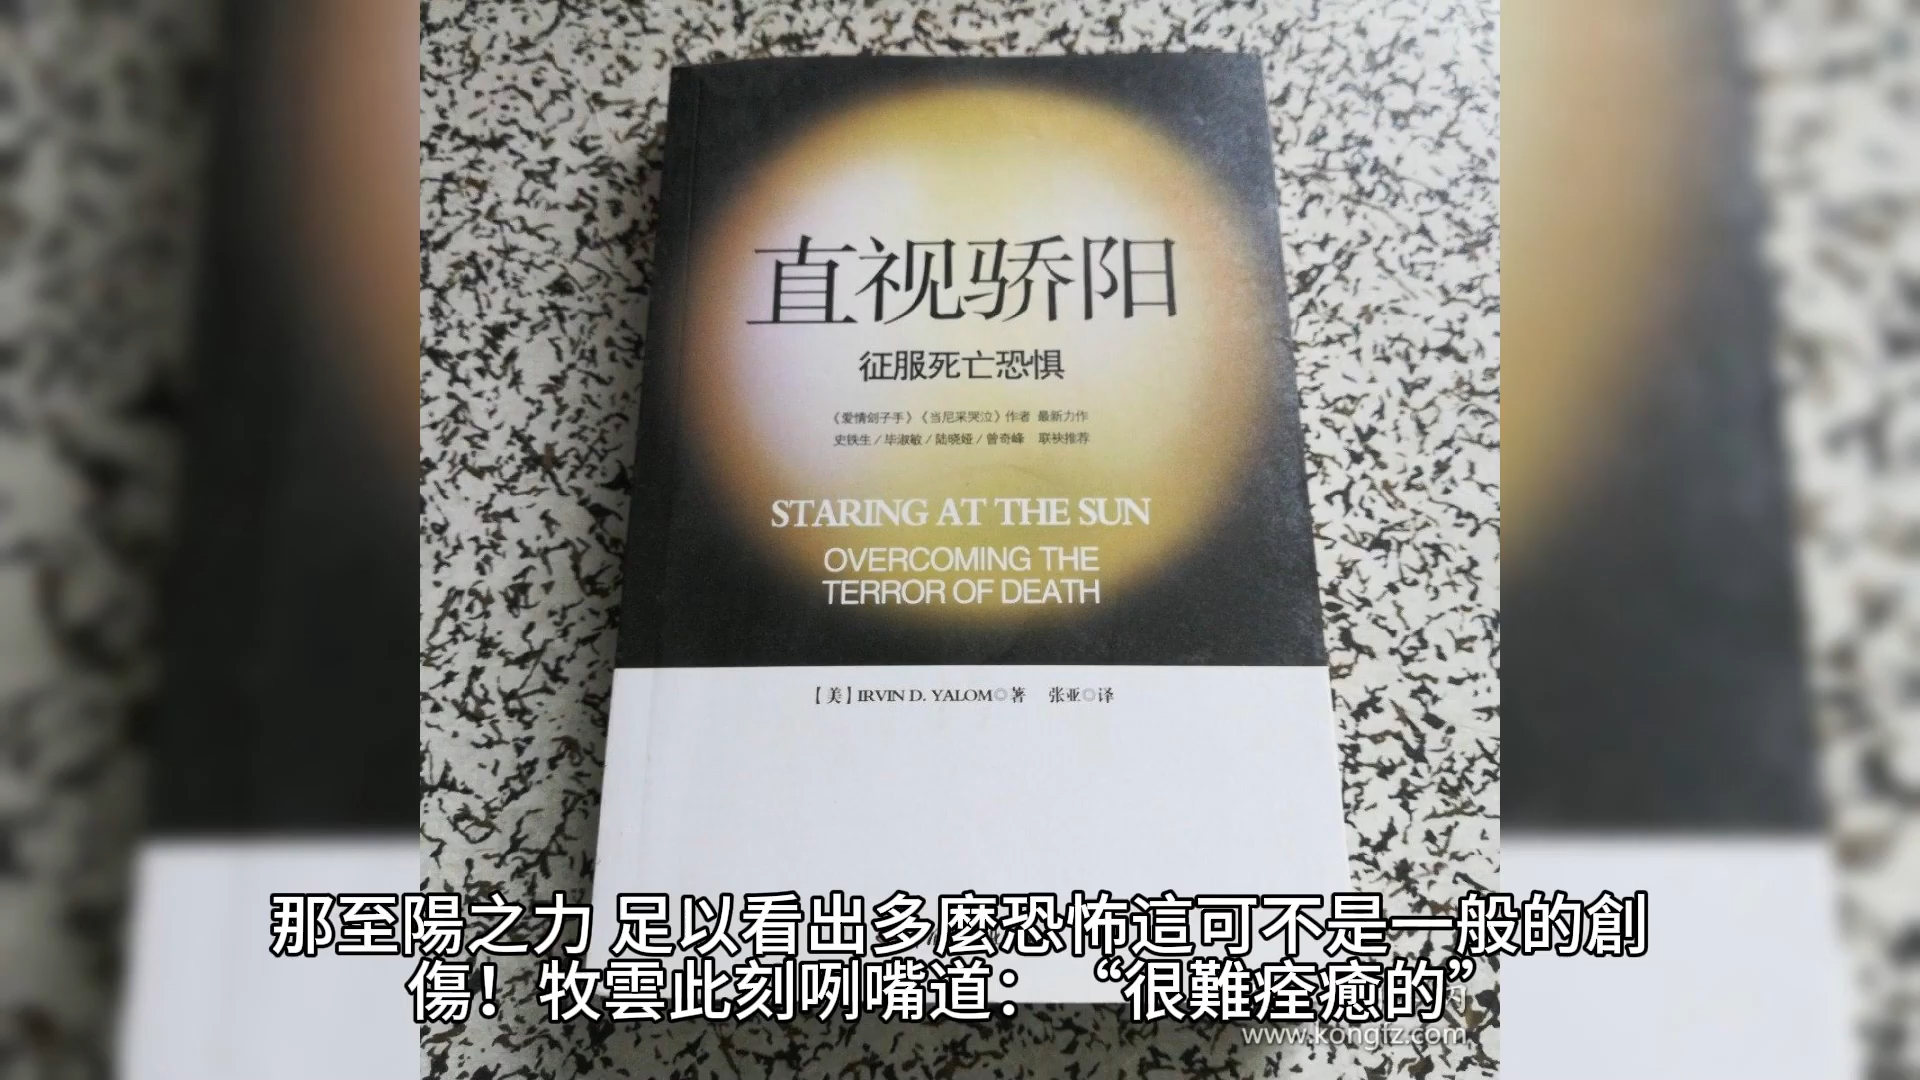 直视骄阳
征服死亡恐惧
《爱情刽子手》《当尼采哭泣》作者 最新力作
史铁生/毕淑敏/陆晓娅/曾奇峰 联袂推荐
STARING AT THE SUN
OVERCOMING THE
TERROR OF DEATH
【美】IRVIN D. YALOM◎著 张亚◎译
那至陽之力 足以看出多麼恐怖這可不是一般的創
傷！牧雲此刻咧嘴道：“很難痊癒的”
www.kongfz.com